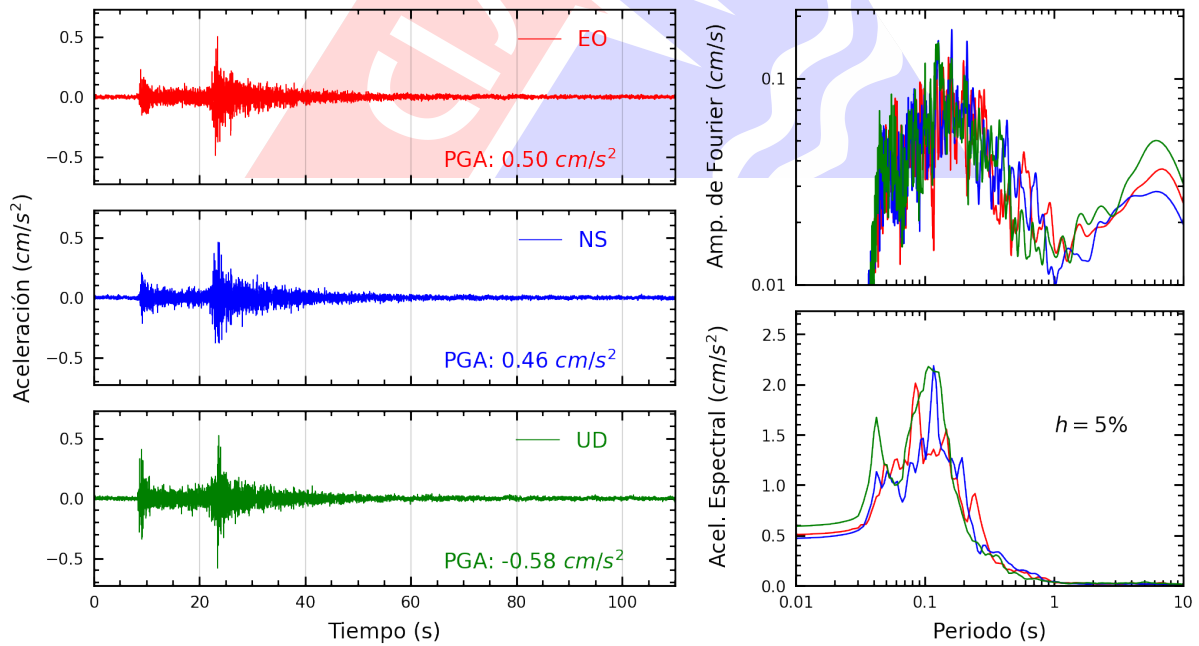 Aceleración (cm/s²)
0.5
0.0
−0.5
EO
PGA: 0.50 cm/s²
0.5
0.0
−0.5
NS
PGA: 0.46 cm/s²
0.5
0.0
−0.5
UD
PGA: -0.58 cm/s²
0 20 40 60 80 100
Tiempo (s)
Amp. de Fourier (cm/s)
0.1
0.01
Acel. Espectral (cm/s²)
2.5
2.0
1.5
1.0
0.5
0.0
h = 5%
0.01 0.1 1 10
Periodo (s)